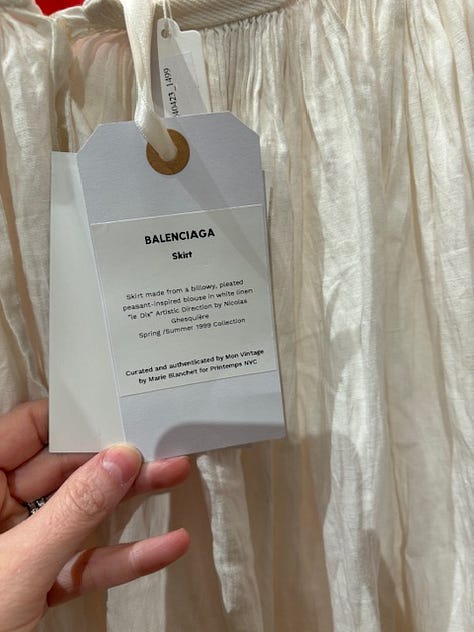 BALENCIAGA
Skirt
Skirt made from a billowy, pleated
peasant-inspired blouse in white linen
"le Dix" Artistic Direction by Nicolas
Ghesquière
Spring /Summer 1999 Collection
Curated and authenticated by Mon Vintage
by Marie Blanchet for Printemps NYC